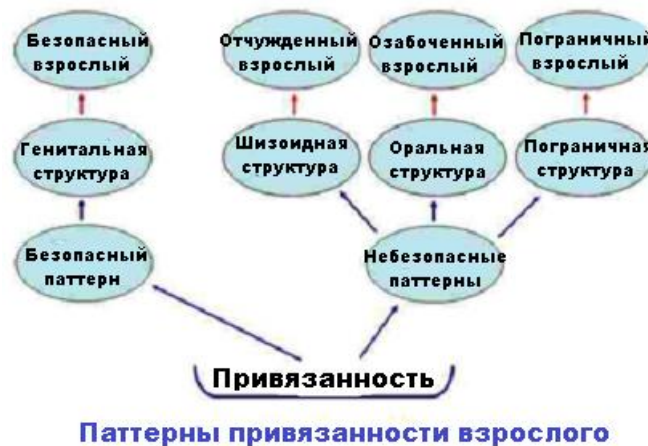 Безопасный
взрослый
Отчужденный
взрослый
Озабоченный
взрослый
Пограничный
взрослый
Генитальная
структура
Шизоидная
структура
Оральная
структура
Пограничная
структура
Безопасный
паттерн
Небезопасные
паттерны
Привязанность
Паттерны привязанности взрослого